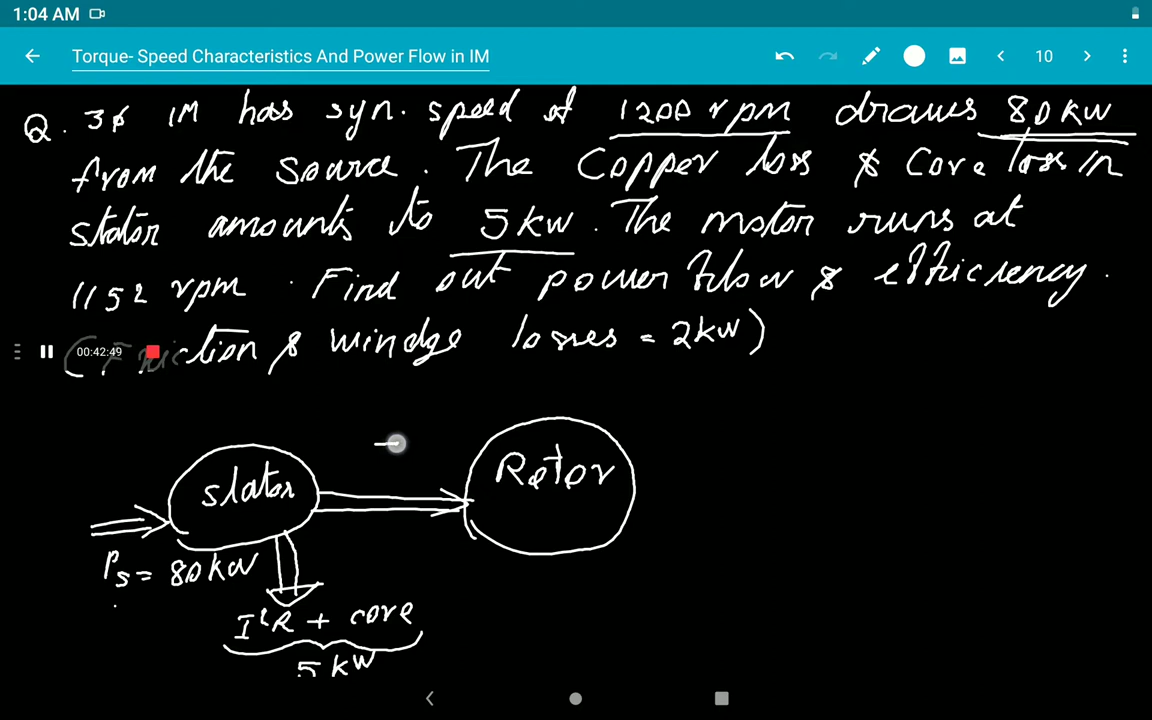 1:04 AM
Torque- Speed Characteristics And Power Flow in IM
10
Q. 3ϕ IM has syn. speed of 1200 rpm draws 80 kW
from the source. The Copper loss & Core loss in
stator amounts to 5 kW. The motor runs at
1152 rpm. Find out power flow & efficiency.
(Friction & windge losses = 2 kW)
00:42:49
Stator
Rotor
Ps = 80 kW
I²R + core
5 kW